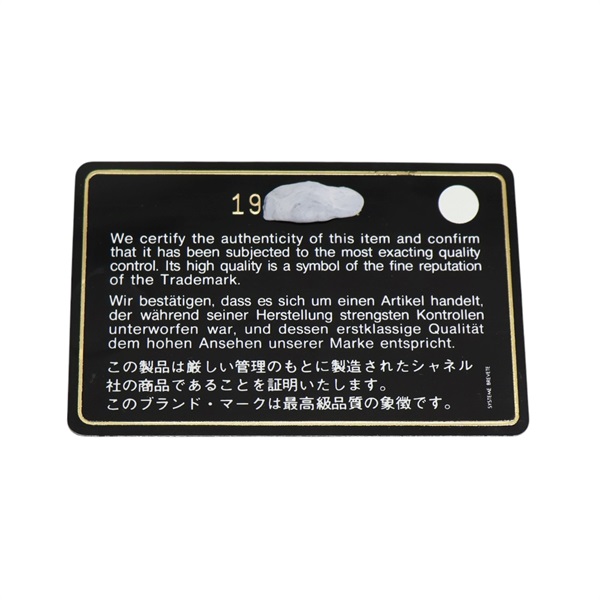 19
We certify the authenticity of this item and confirm
that it has been subjected to the most exacting quality
control. Its high quality is a symbol of the fine reputation
of the Trademark.
Wir bestätigen, dass es sich um einen Artikel handelt,
der während seiner Herstellung strengsten Kontrollen
unterworfen war, und dessen erstklassige Qualität
dem hohen Ansehen unserer Marke entspricht.
この製品は厳しい管理のもとに製造されたシャネル
社の商品であることを証明いたします。
このブランド・マークは最高級品質の象徴です。
SYSTEME BREVETE